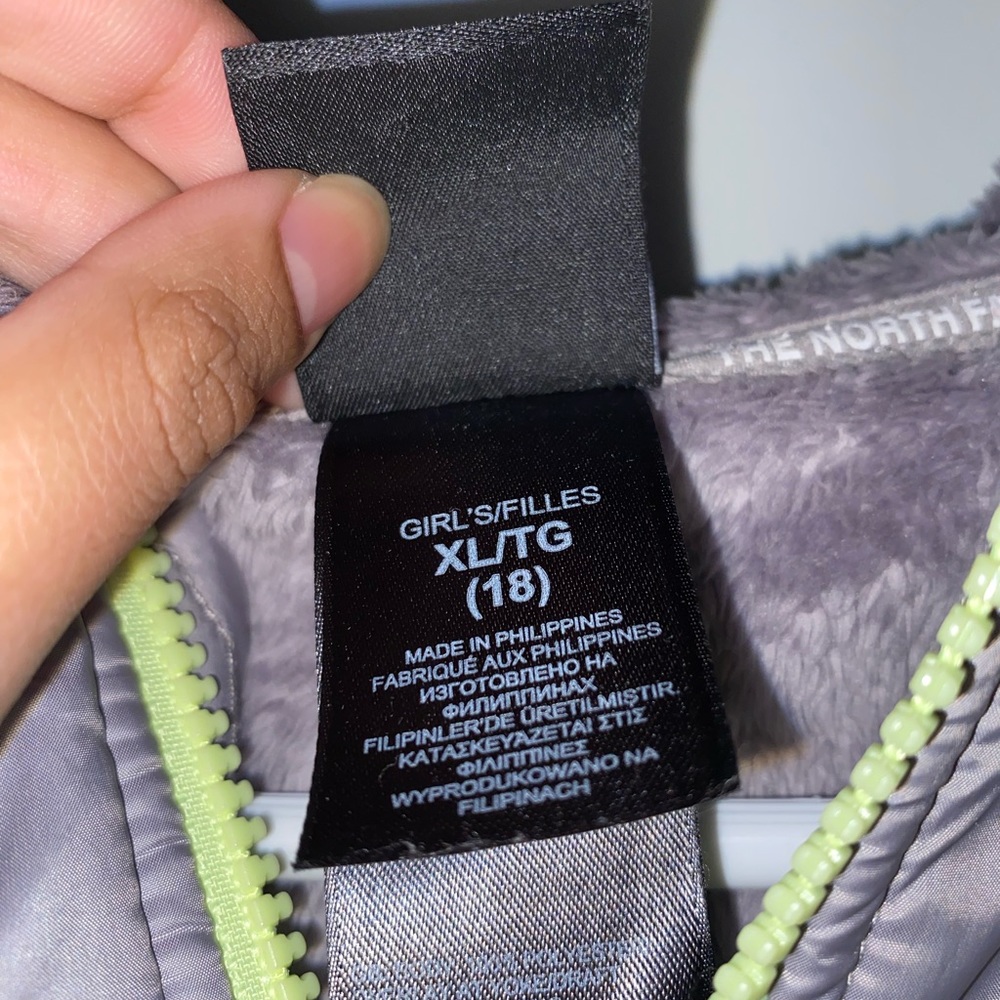 THE NORTH FA
GIRL'S/FILLES
XL/TG
(18)
MADE IN PHILIPPINES
FABRIQUÉ AUX PHILIPPINES
ИЗГОТОВЛЕНО НА
ФИЛИППИНАХ
FILIPINLER'DE ÜRETILMIŞTIR.
ΚΑΤΑΣΚΕΥΑΖΕΤΑΙ ΣΤΙΣ
ΦΙΛΙΠΠΙΝΕΣ
WYPRODUKOWANO NA
FILIPINACH